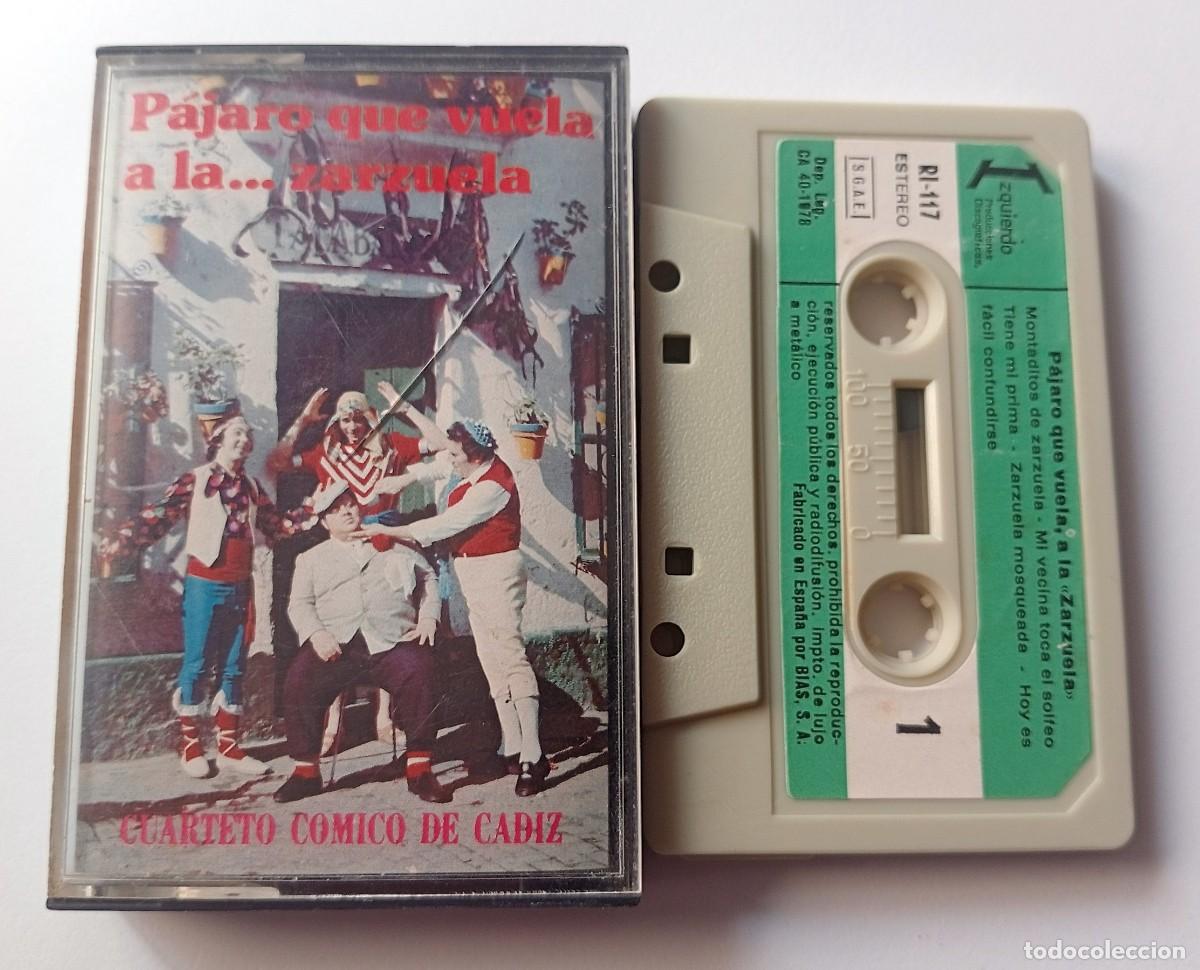 Pájaro que vuela
a la... zarzuela
CUARTETO COMICO DE CADIZ
Izquierdo
Producciones
Discográficas.
RI-117
ESTEREO
S.G.A.E.
Dep. Leg.
CA 40-1978
Pájaro que vuela, a la «Zarzuela»
Montaditos de zarzuela - Mi vecina toca el solfeo
Tiene mi prima - Zarzuela mosqueada - Hoy es
fácil confundirse
100 50 0
1
reservados todos los derechos, prohibida la reproduc-
ción, ejecución pública y radiodifusión. impto. de lujo
a metálico
Fabricado en España por BIAS, S. A.
todocoleccion